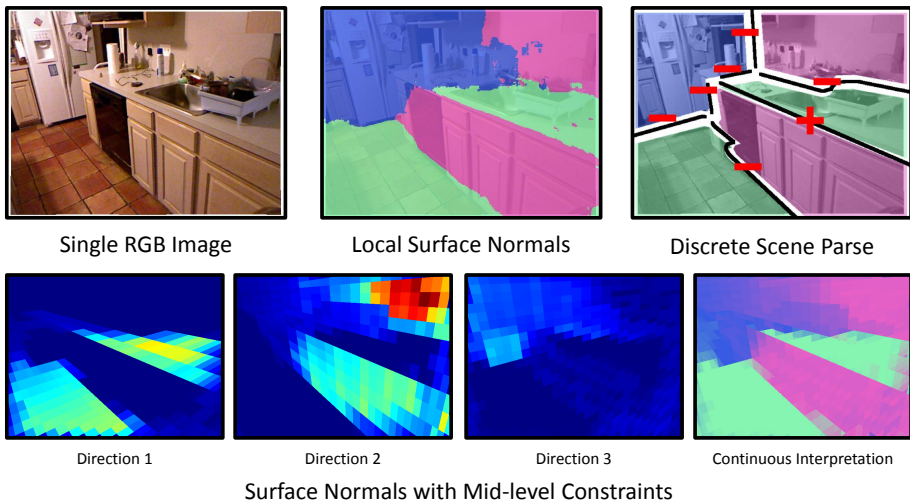 Single RGB Image
Local Surface Normals
Discrete Scene Parse
Direction 1
Direction 2
Direction 3
Continuous Interpretation
Surface Normals with Mid-level Constraints